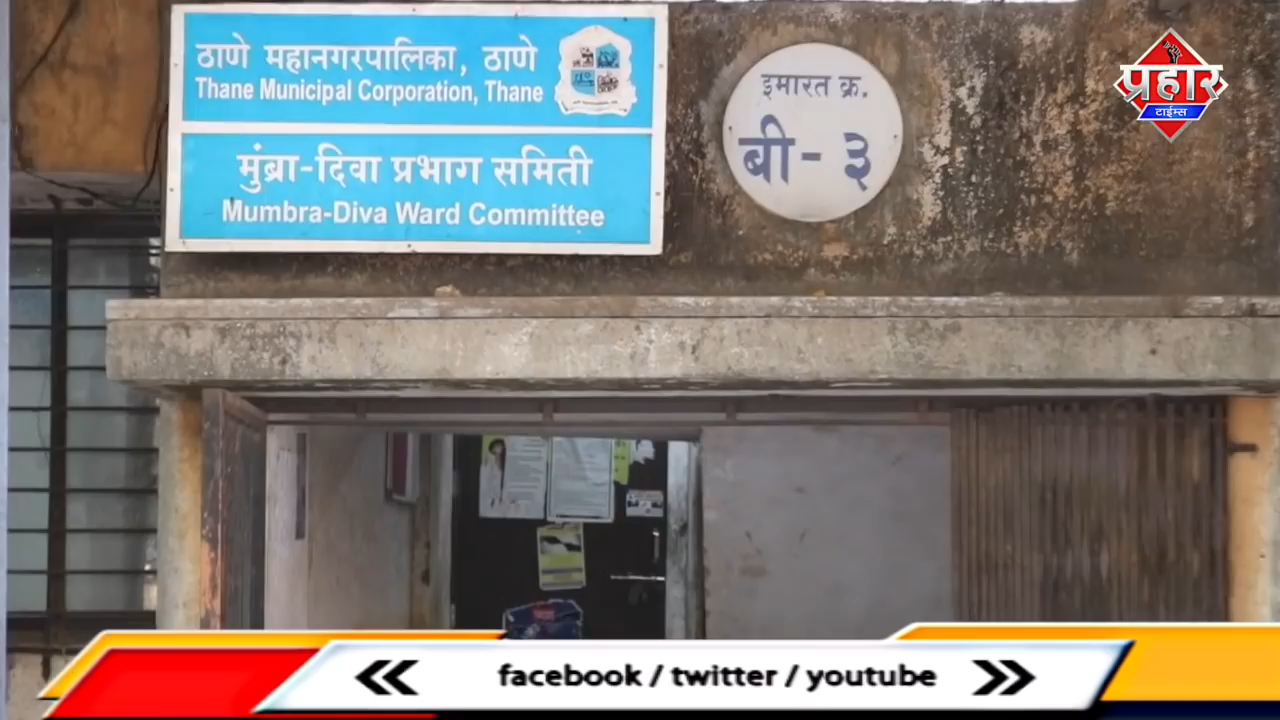 ठाणे महानगरपालिका, ठाणे
Thane Municipal Corporation, Thane
मुंब्रा-दिवा प्रभाग समिती
Mumbra-Diva Ward Committee
इमारत क्र.
बी- ३
प्रहार
टाईम्स
facebook / twitter / youtube